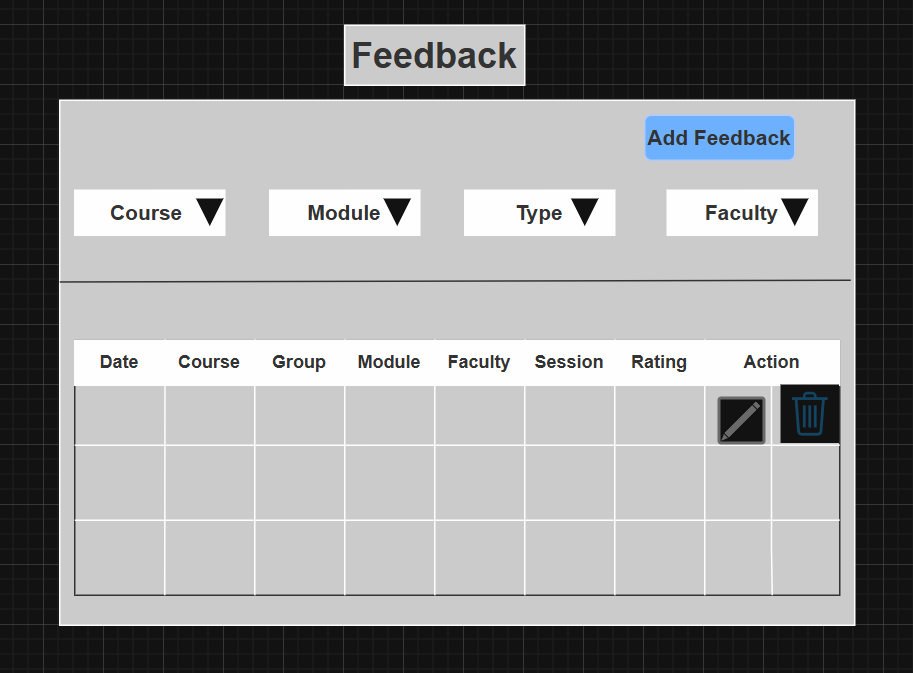 Feedback
Add Feedback
Course Module Type Faculty
Date Course Group Module Faculty Session Rating Action